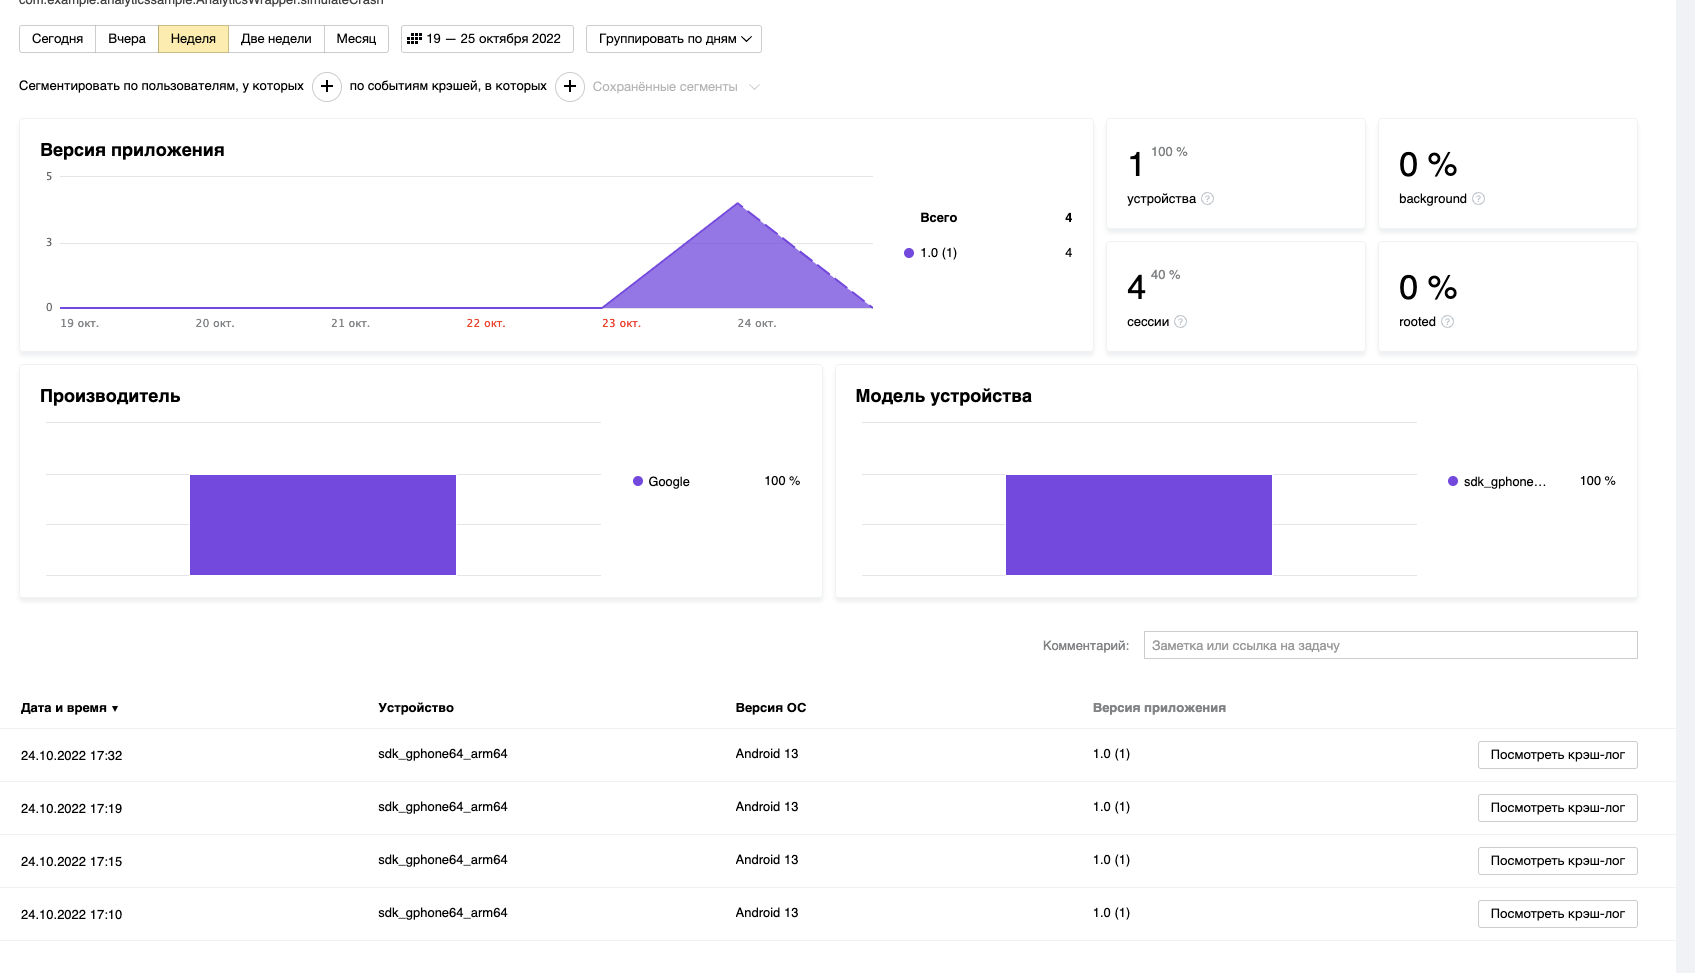 com.example.analyticssample.AnalyticsWrapper.simulateCrash
Сегодня Вчера Неделя Две недели Месяц 19 — 25 октября 2022 Группировать по дням
Сегментировать по пользователям, у которых + по событиям крэшей, в которых + Сохранённые сегменты
Версия приложения
5
3
0
19 окт. 20 окт. 21 окт. 22 окт. 23 окт. 24 окт.
Всего 4
1.0 (1) 4
1 100 %
устройства ?
0 %
background ?
4 40 %
сессии ?
0 %
rooted ?
Производитель
Google 100 %
Модель устройства
sdk_gphone... 100 %
Комментарий: Заметка или ссылка на задачу
Дата и время ▼ Устройство Версия ОС Версия приложения
24.10.2022 17:32 sdk_gphone64_arm64 Android 13 1.0 (1) Посмотреть крэш-лог
24.10.2022 17:19 sdk_gphone64_arm64 Android 13 1.0 (1) Посмотреть крэш-лог
24.10.2022 17:15 sdk_gphone64_arm64 Android 13 1.0 (1) Посмотреть крэш-лог
24.10.2022 17:10 sdk_gphone64_arm64 Android 13 1.0 (1) Посмотреть крэш-лог